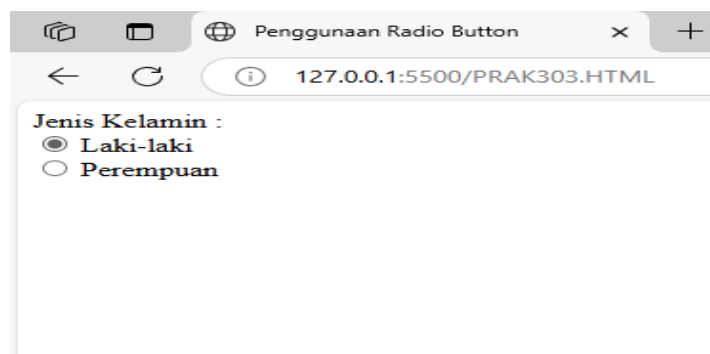 Penggunaan Radio Button
127.0.0.1:5500/PRAK303.HTML
Jenis Kelamin :
Laki-laki
Perempuan